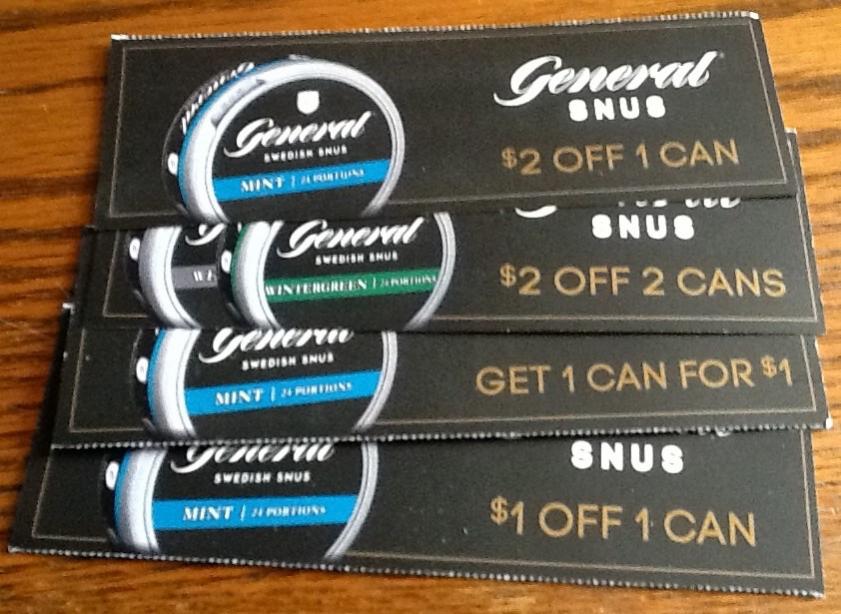 General
SNUS
$2 OFF 1 CAN
General
SWEDISH SNUS
MINT | 24 PORTIONS
SNUS
$2 OFF 2 CANS
General
SWEDISH SNUS
WINTERGREEN | 24 PORTIONS
GET 1 CAN FOR $1
General
SWEDISH SNUS
MINT | 24 PORTIONS
SNUS
$1 OFF 1 CAN
General
SWEDISH SNUS
MINT | 24 PORTIONS